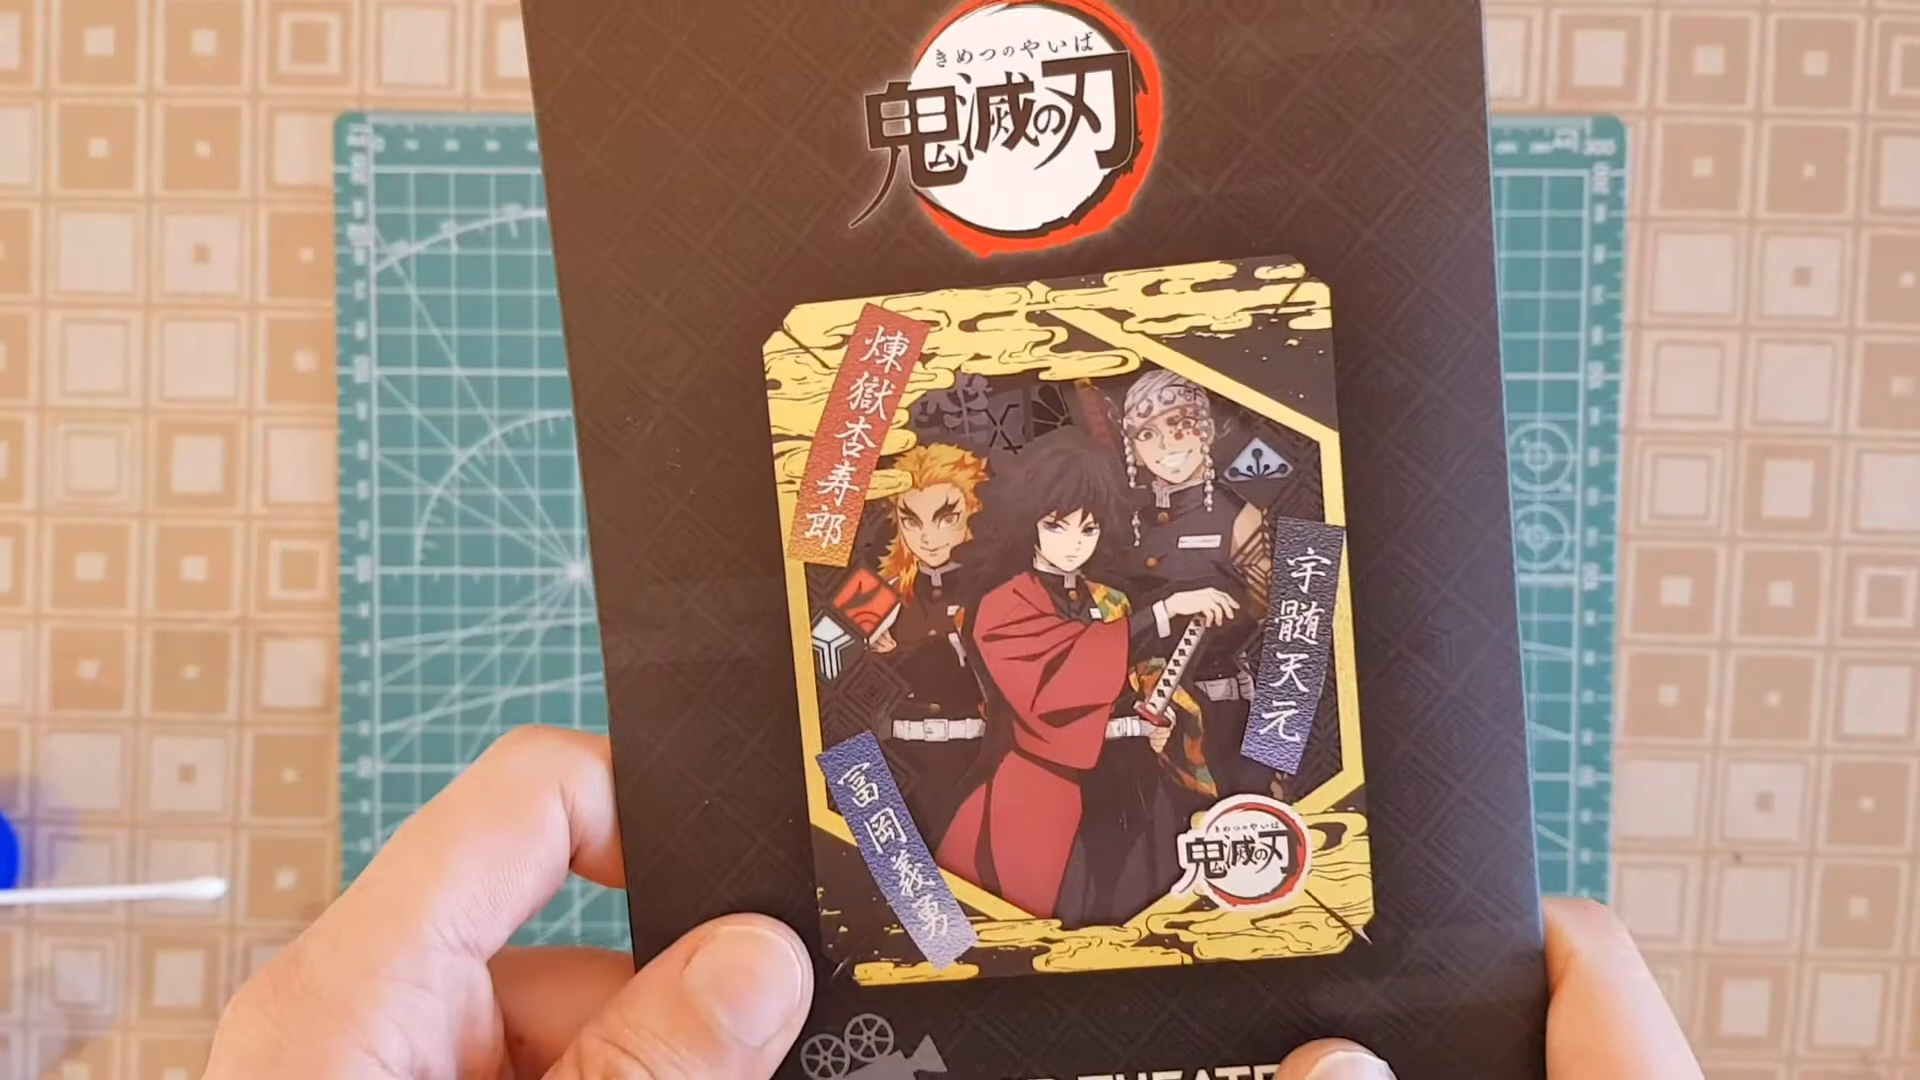 きめつのやいば
鬼滅の刃
煉獄杏寿郎
宇髄天元
冨岡義勇
きめつのやいば
鬼滅の刃